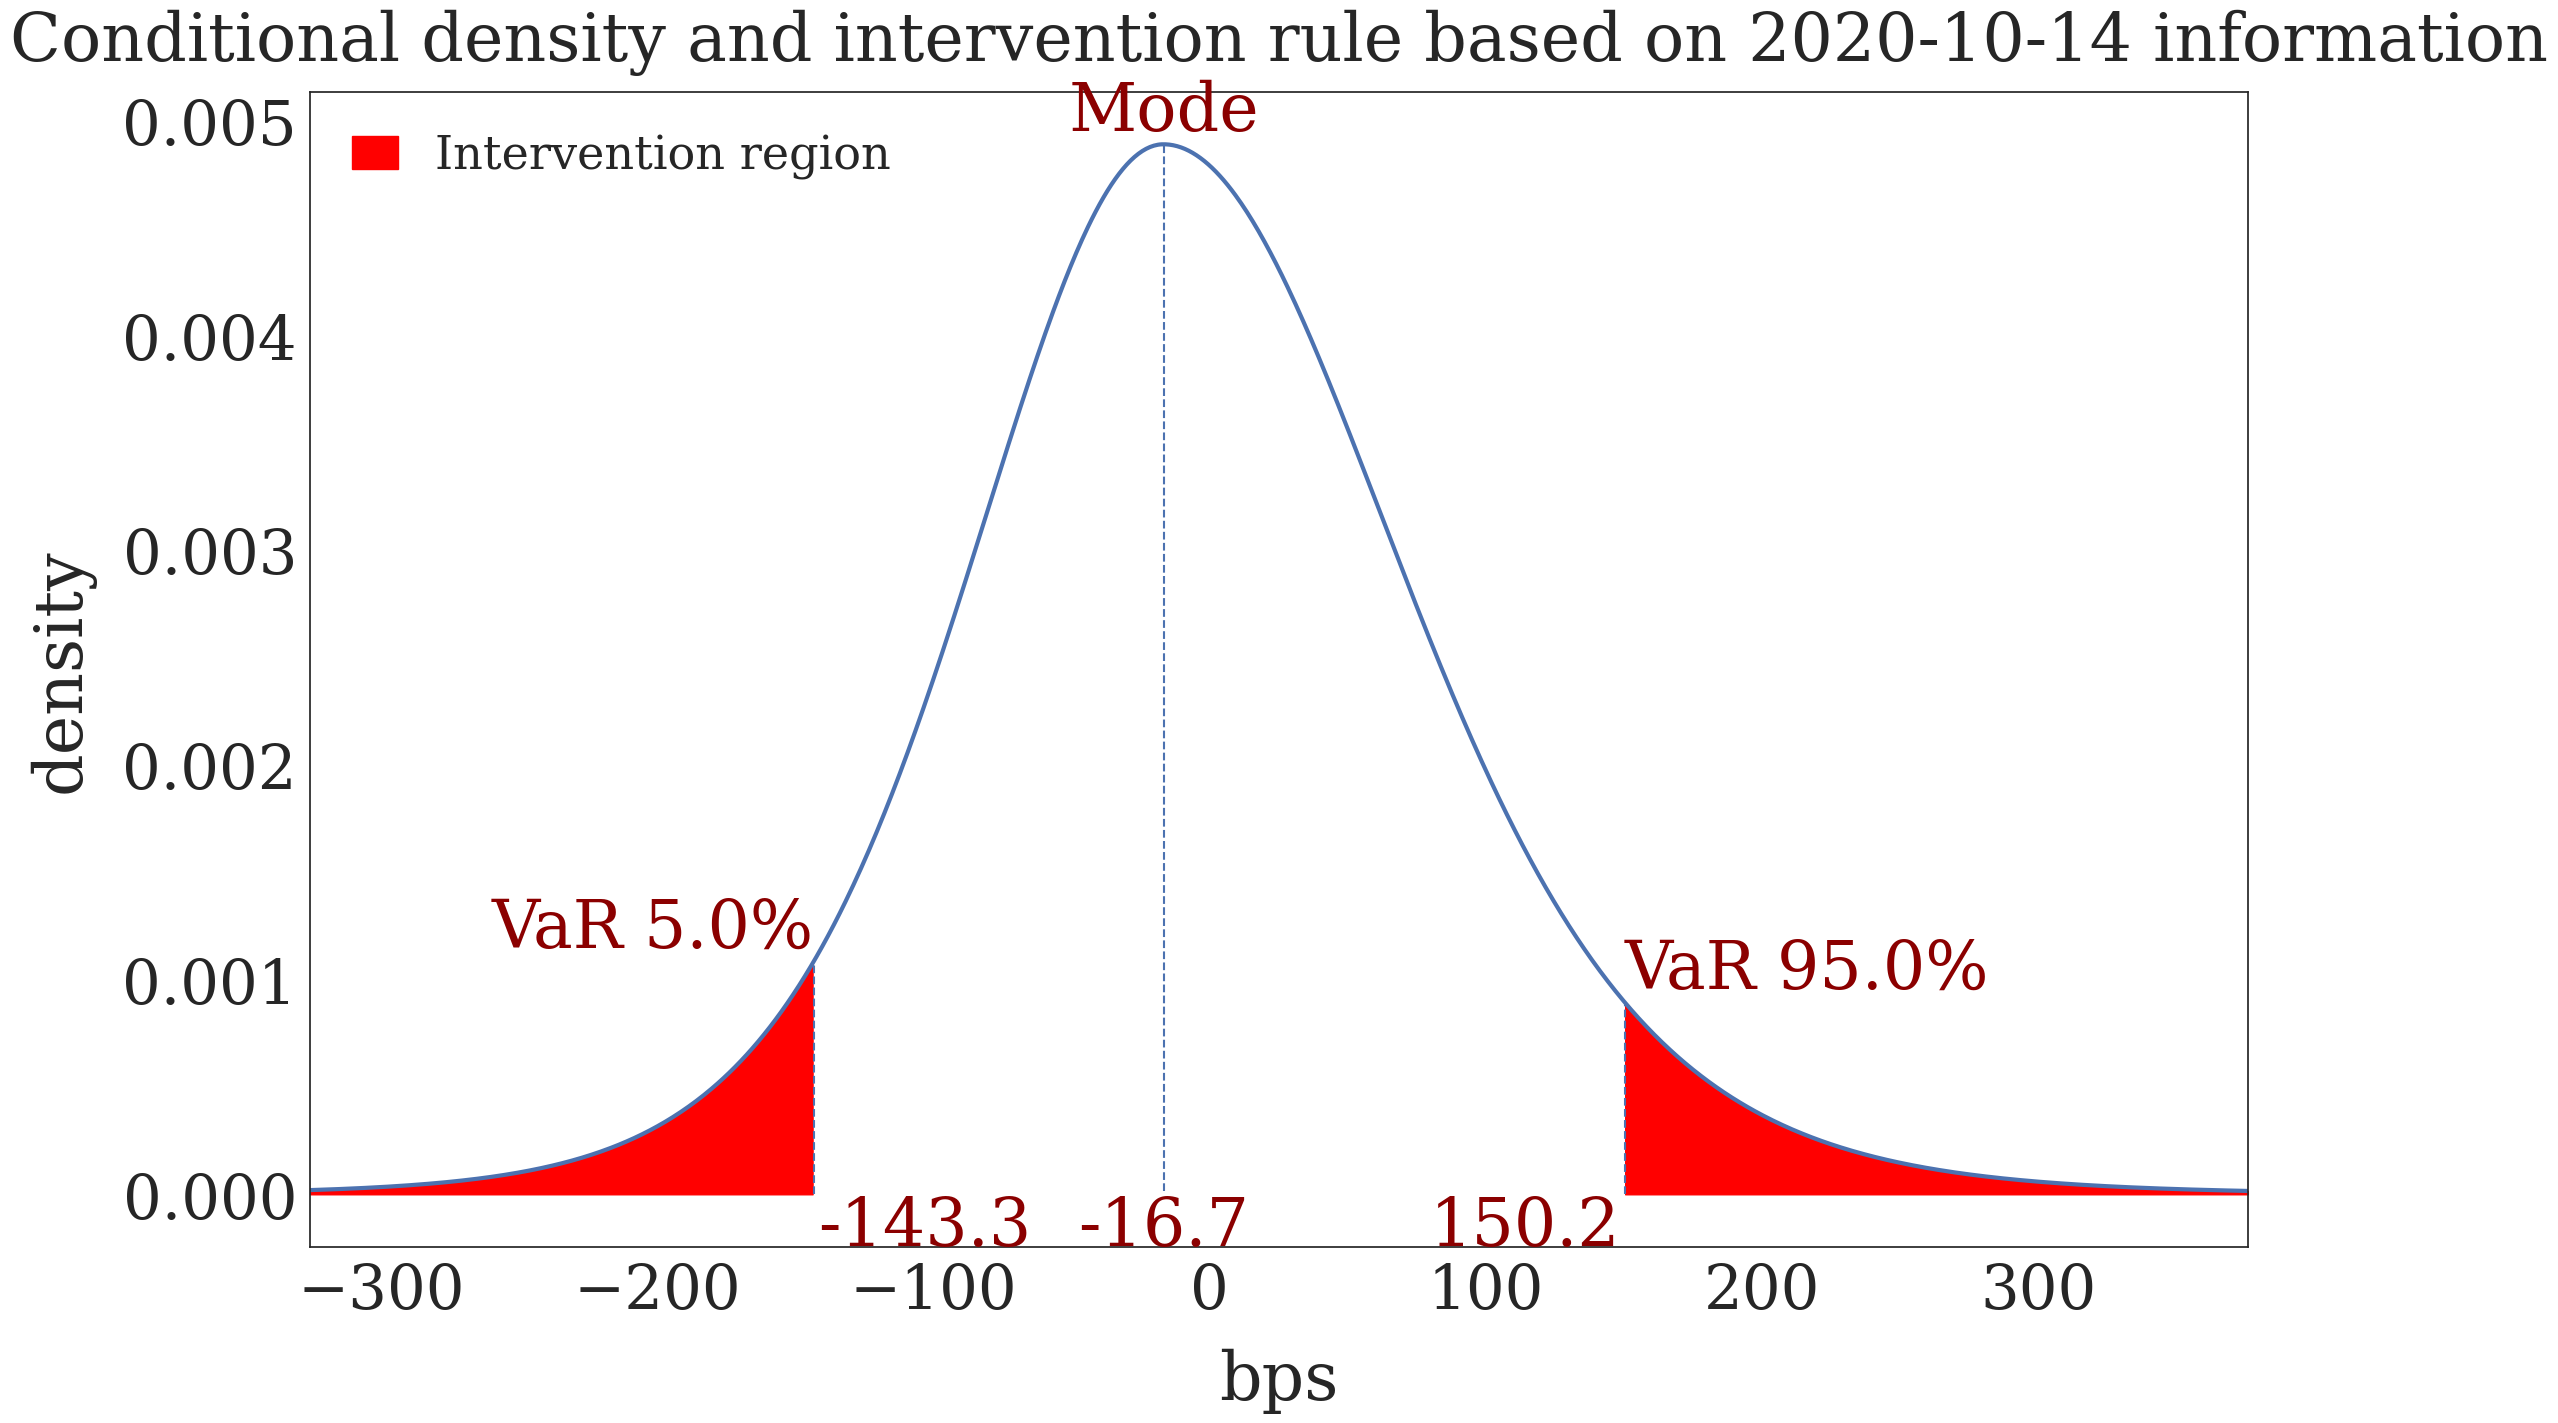 Conditional density and intervention rule based on 2020-10-14 information
Mode
Intervention region
0.005
0.004
0.003
0.002
0.001
0.000
density
VaR 5.0%
VaR 95.0%
-143.3
-16.7
150.2
−300
−200
−100
0
100
200
300
bps